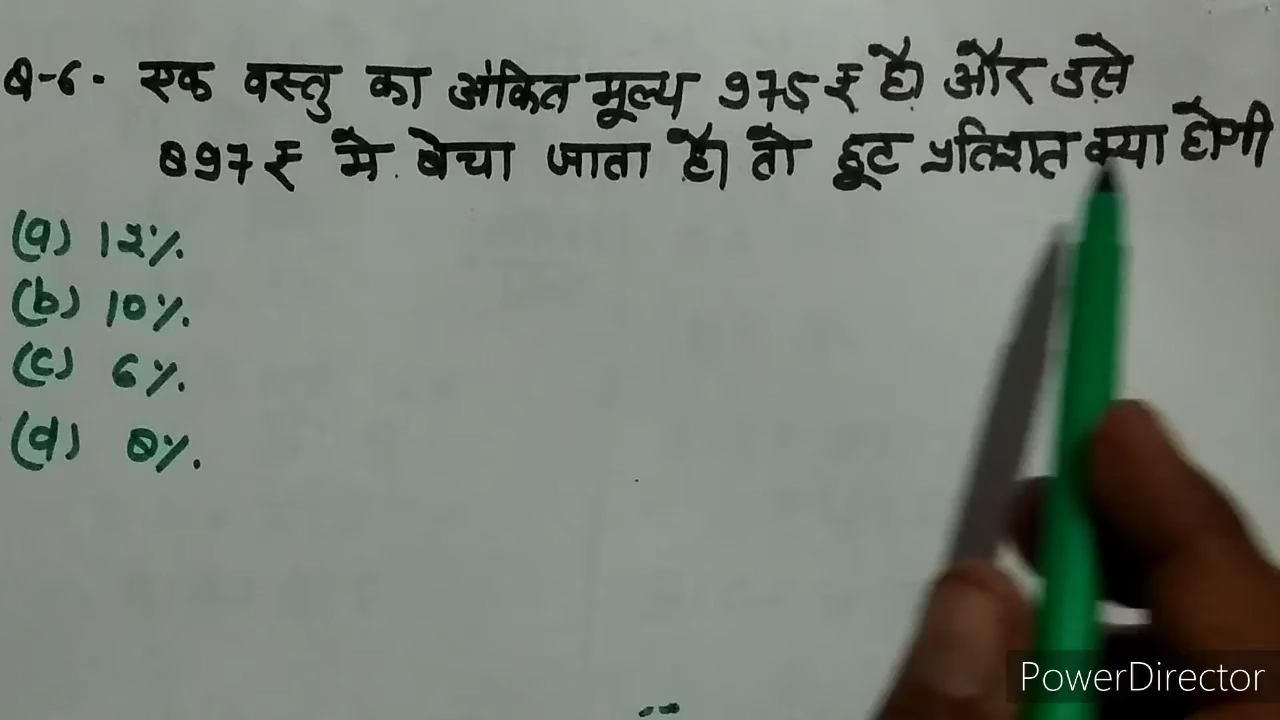 Q-6. एक वस्तु का अंकित मूल्य 975 ₹ है। और उसे
897 ₹ मे बेचा जाता है। तो छूट प्रतिशत क्या होगी
(a) 12%.
(b) 10%.
(c) 6%.
(d) 8%.
PowerDirector